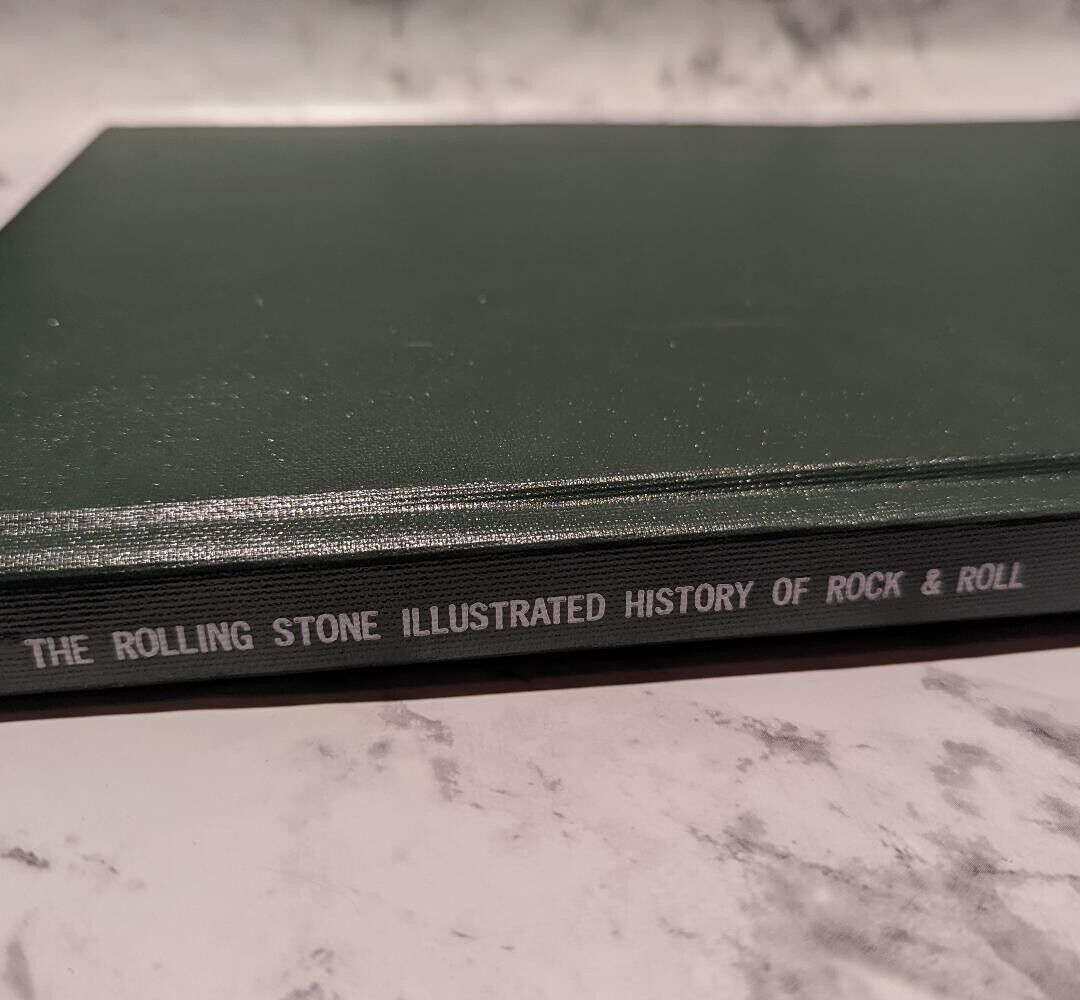 THE ROLLING STONE ILLUSTRATED HISTORY OF ROCK & ROLL